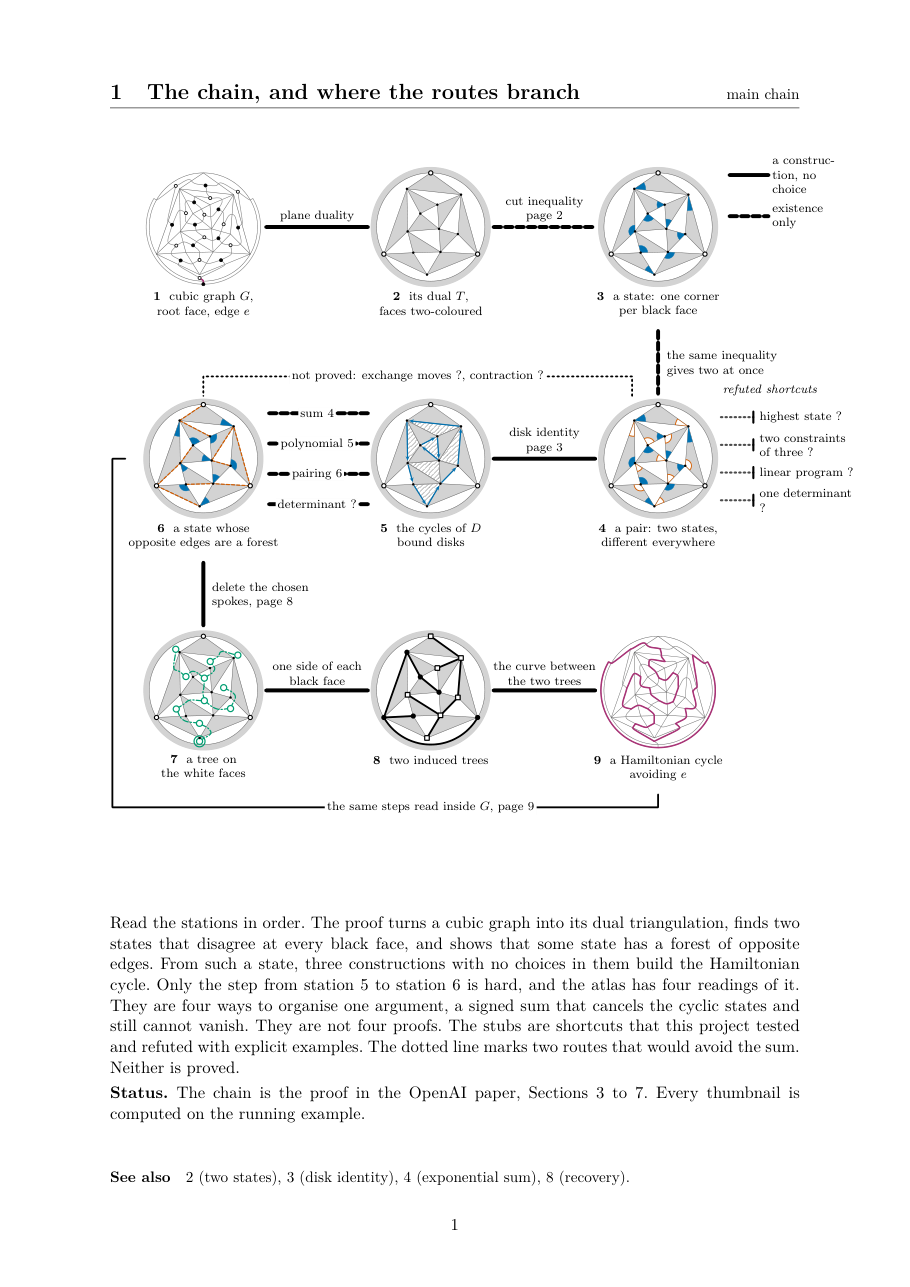 1 The chain, and where the routes branch
main chain
a construc-
tion, no
choice
existence
only
plane duality
cut inequality
page 2
1 cubic graph G,
root face, edge e
2 its dual T,
faces two-coloured
3 a state: one corner
per black face
the same inequality
gives two at once
not proved: exchange moves ?, contraction ?
refuted shortcuts
sum 4
polynomial 5
pairing 6
determinant ?
disk identity
page 3
highest state ?
two constraints
of three ?
linear program ?
one determinant
?
6 a state whose
opposite edges are a forest
5 the cycles of D
bound disks
4 a pair: two states,
different everywhere
delete the chosen
spokes, page 8
one side of each
black face
the curve between
the two trees
7 a tree on
the white faces
8 two induced trees
9 a Hamiltonian cycle
avoiding e
the same steps read inside G, page 9
Read the stations in order. The proof turns a cubic graph into its dual triangulation, finds two
states that disagree at every black face, and shows that some state has a forest of opposite
edges. From such a state, three constructions with no choices in them build the Hamiltonian
cycle. Only the step from station 5 to station 6 is hard, and the atlas has four readings of it.
They are four ways to organise one argument, a signed sum that cancels the cyclic states and
still cannot vanish. They are not four proofs. The stubs are shortcuts that this project tested
and refuted with explicit examples. The dotted line marks two routes that would avoid the sum.
Neither is proved.
Status. The chain is the proof in the OpenAI paper, Sections 3 to 7. Every thumbnail is
computed on the running example.
See also 2 (two states), 3 (disk identity), 4 (exponential sum), 8 (recovery).
1